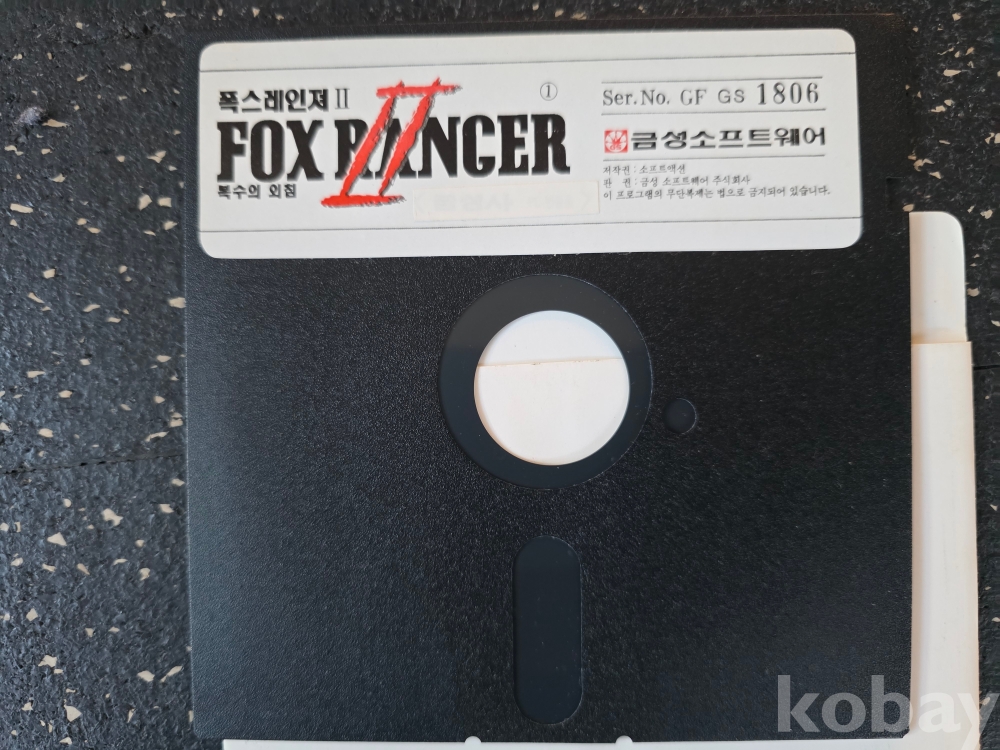 폭스레인져 II
FOX RANGER
II
복수의 외침
①
Ser.No. GF GS 1806
금성소프트웨어
저작권 : 소프트액션
판 권 : 금성 소프트웨어 주식회사
이 프로그램의 무단복제는 법으로 금지되어 있습니다.
kobay